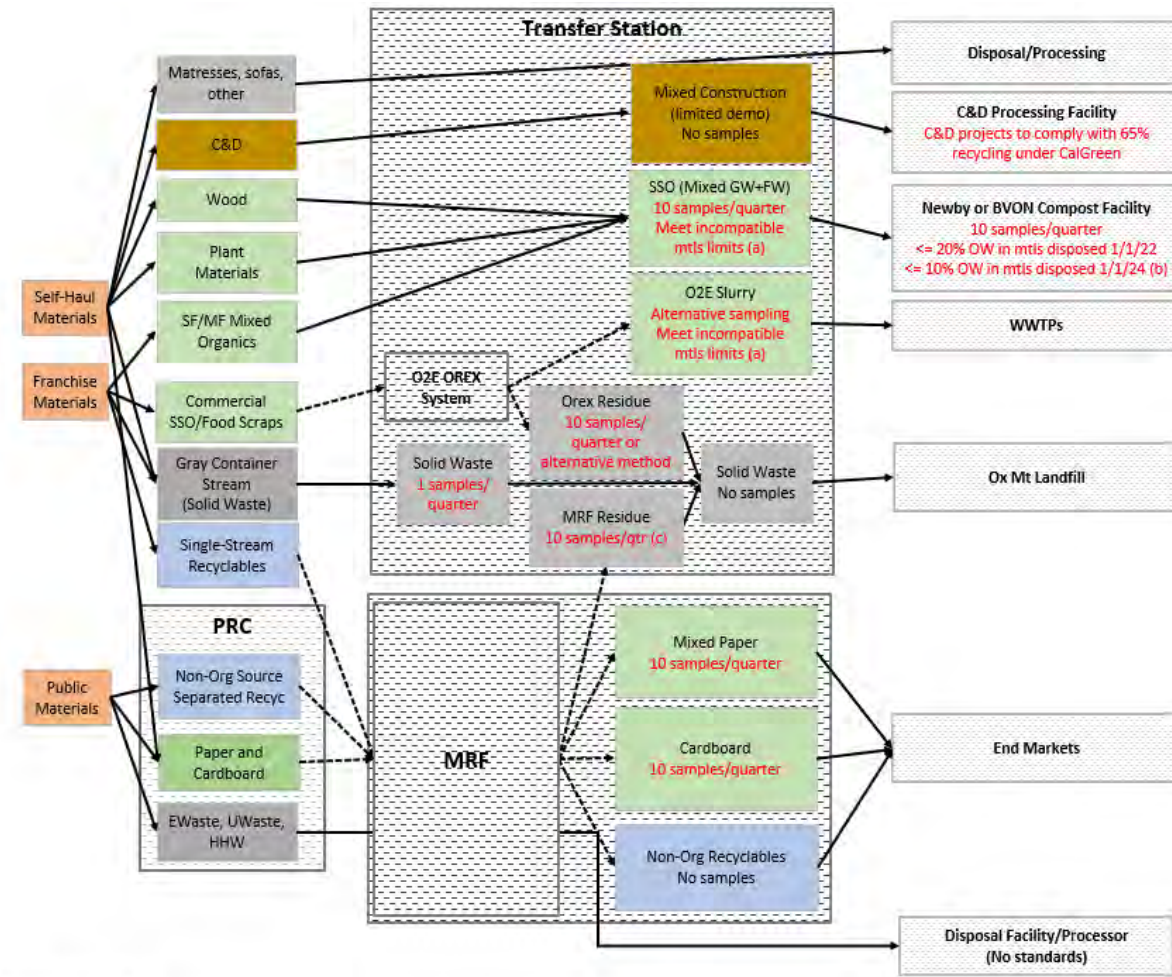 Transfer Station
Self-Haul
Materials
Franchise
Materials
Public
Materials
Matresses, sofas,
other
C&D
Wood
Plant
Materials
SF/MF Mixed
Organics
Commercial
SSO/Food Scraps
Gray Container
Stream
(Solid Waste)
Single-Stream
Recyclables
PRC
Non-Org Source
Separated Recyc
Paper and
Cardboard
EWaste, UWaste,
HHW
Mixed Construction
(limited demo)
No samples
SSO (Mixed GW+FW)
10 samples/quarter
Meet incompatible
mtls limits (a)
O2E Slurry
Alternative sampling
Meet incompatible
mtls limits (a)
O2E OREX
System
Orex Residue
10 samples/
quarter or
alternative method
Solid Waste
1 samples/
quarter
Solid Waste
No samples
MRF Residue
10 samples/qtr (c)
MRF
Mixed Paper
10 samples/quarter
Cardboard
10 samples/quarter
Non-Org Recyclables
No samples
Disposal/Processing
C&D Processing Facility
C&D projects to comply with 65%
recycling under CalGreen
Newby or BVON Compost Facility
10 samples/quarter
<= 20% OW in mtls disposed 1/1/22
<= 10% OW in mtls disposed 1/1/24 (b)
WWTPs
Ox Mt Landfill
End Markets
Disposal Facility/Processor
(No standards)